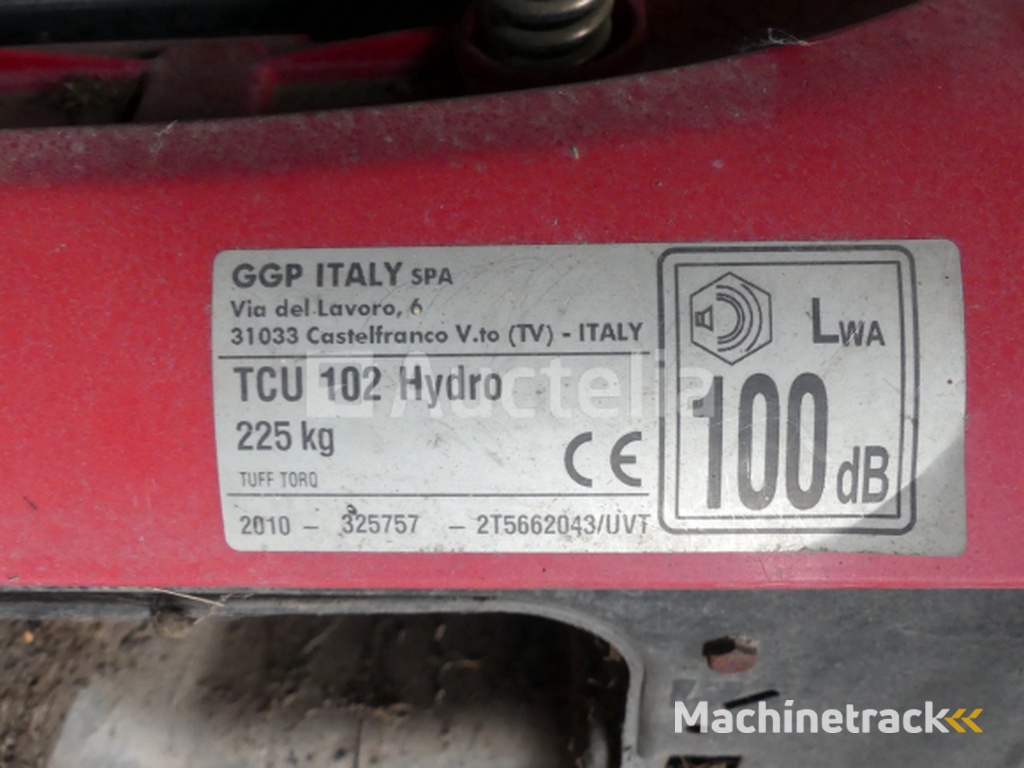 GGP ITALY SPA
Via del Lavoro, 6
31033 Castelfranco V.to (TV) - ITALY
TCU 102 Hydro
225 kg
TUFF TORQ
CE
2010 - 325757 - 2T5662043/UVT
LWA
100 dB
Auctelia
Machinetrack